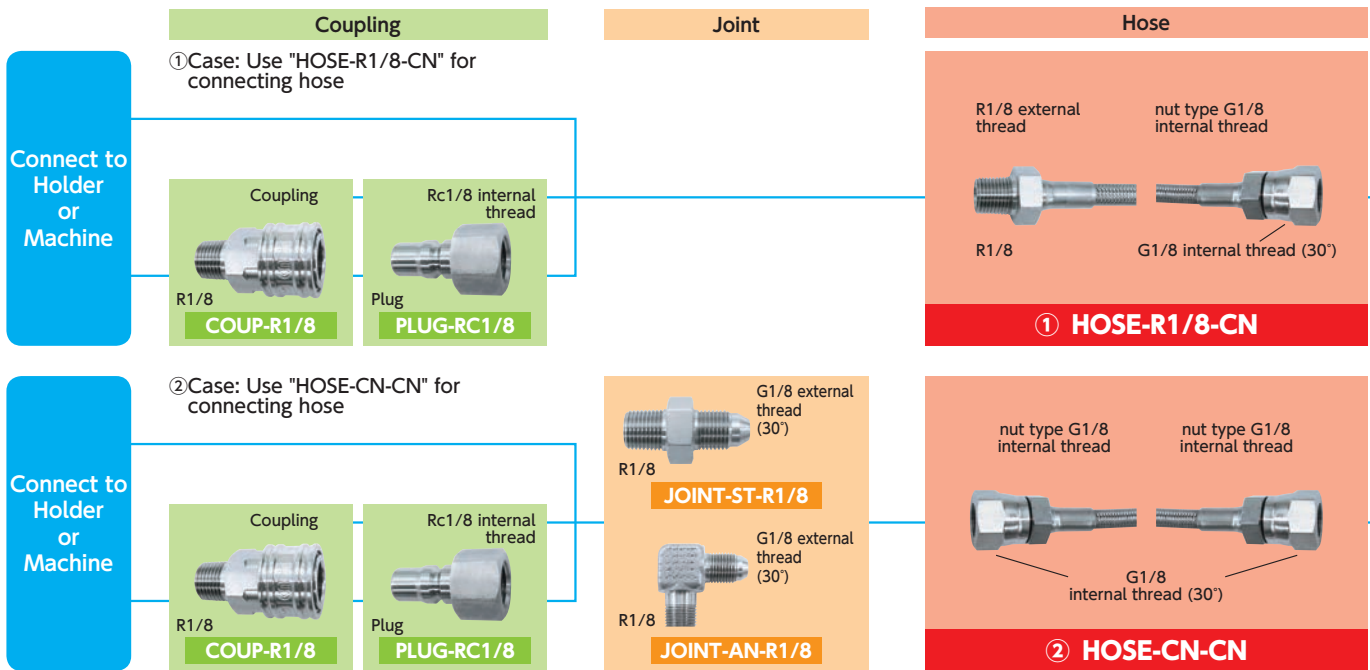 Coupling
Joint
Hose
①Case: Use "HOSE-R1/8-CN" for
connecting hose
Connect to
Holder
or
Machine
Coupling
R1/8
COUP-R1/8
Rc1/8 internal
thread
Plug
PLUG-RC1/8
R1/8 external
thread
nut type G1/8
internal thread
R1/8
G1/8 internal thread (30°)
① HOSE-R1/8-CN
②Case: Use "HOSE-CN-CN" for
connecting hose
Connect to
Holder
or
Machine
Coupling
R1/8
COUP-R1/8
Rc1/8 internal
thread
Plug
PLUG-RC1/8
G1/8 external
thread
(30°)
R1/8
JOINT-ST-R1/8
G1/8 external
thread
(30°)
R1/8
JOINT-AN-R1/8
nut type G1/8
internal thread
nut type G1/8
internal thread
G1/8
internal thread (30°)
② HOSE-CN-CN